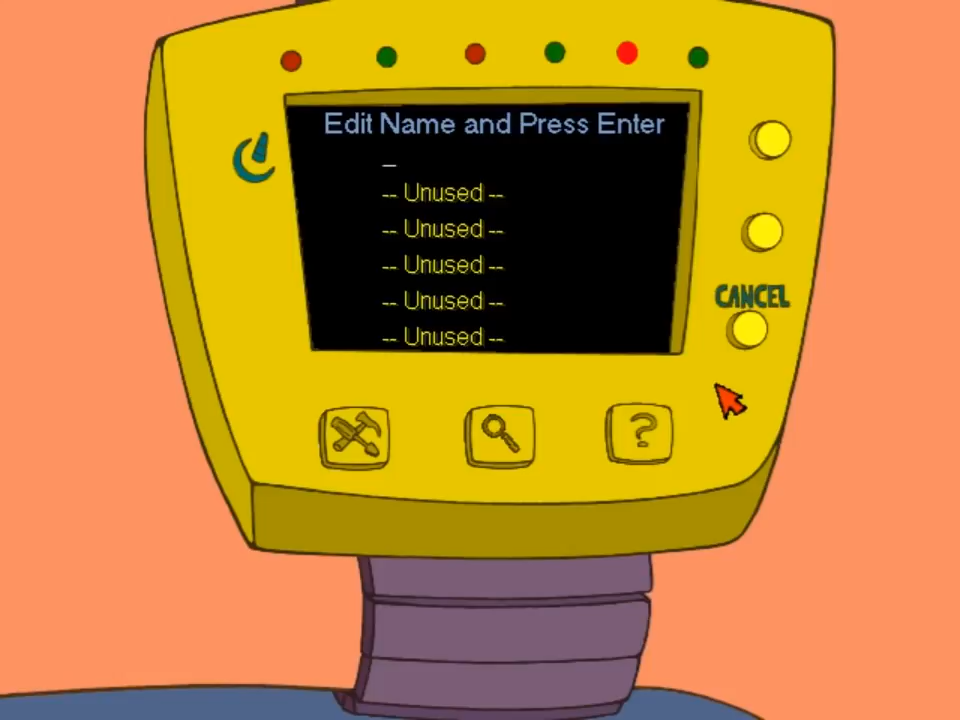 Edit Name and Press Enter
_
-- Unused --
-- Unused --
-- Unused --
-- Unused --
-- Unused --
CANCEL
?